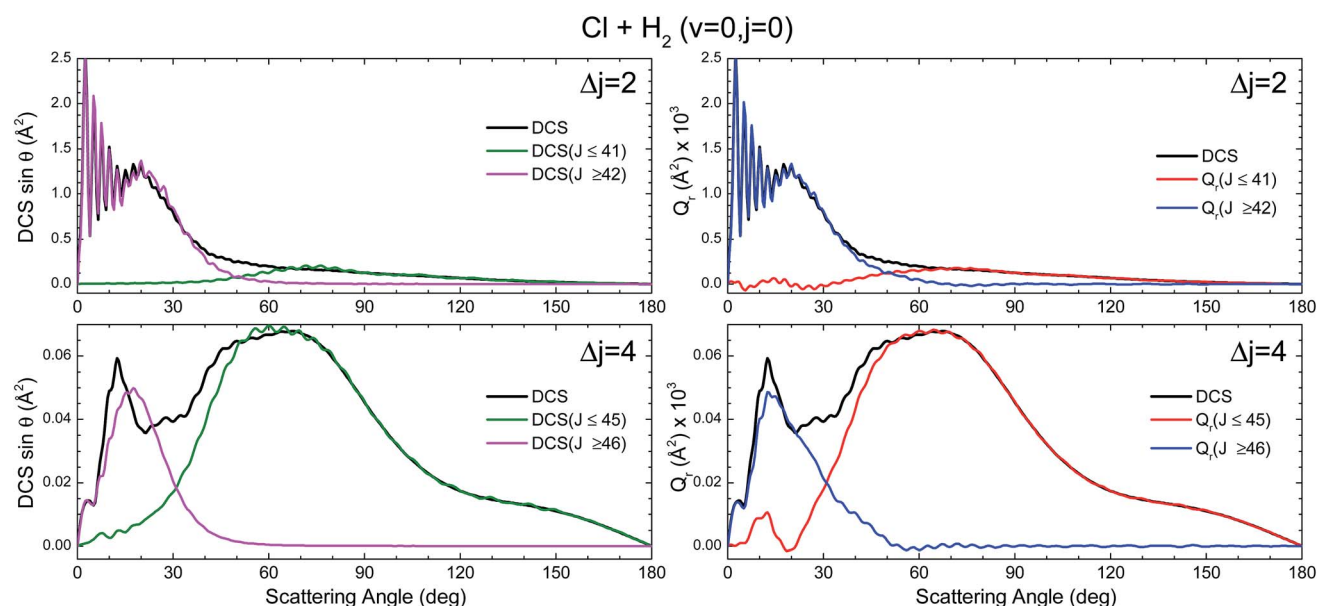 Cl + H₂ (v=0,j=0)
Δj=2
DCS
DCS(J ≤ 41)
DCS(J ≥42)
DCS sin θ (Å²)
2.5
2.0
1.5
1.0
0.5
0.0
0 30 60 90 120 150 180
Δj=2
DCS
Qᵣ(J ≤ 41)
Qᵣ(J ≥42)
Qᵣ (Å²) x 10³
2.5
2.0
1.5
1.0
0.5
0.0
0 30 60 90 120 150 180
Δj=4
DCS
DCS(J ≤ 45)
DCS(J ≥46)
DCS sin θ (Å²)
0.06
0.04
0.02
0.00
0 30 60 90 120 150 180
Scattering Angle (deg)
Δj=4
DCS
Qᵣ(J ≤ 45)
Qᵣ(J ≥46)
Qᵣ (Å²) x 10³
0.06
0.04
0.02
0.00
0 30 60 90 120 150 180
Scattering Angle (deg)